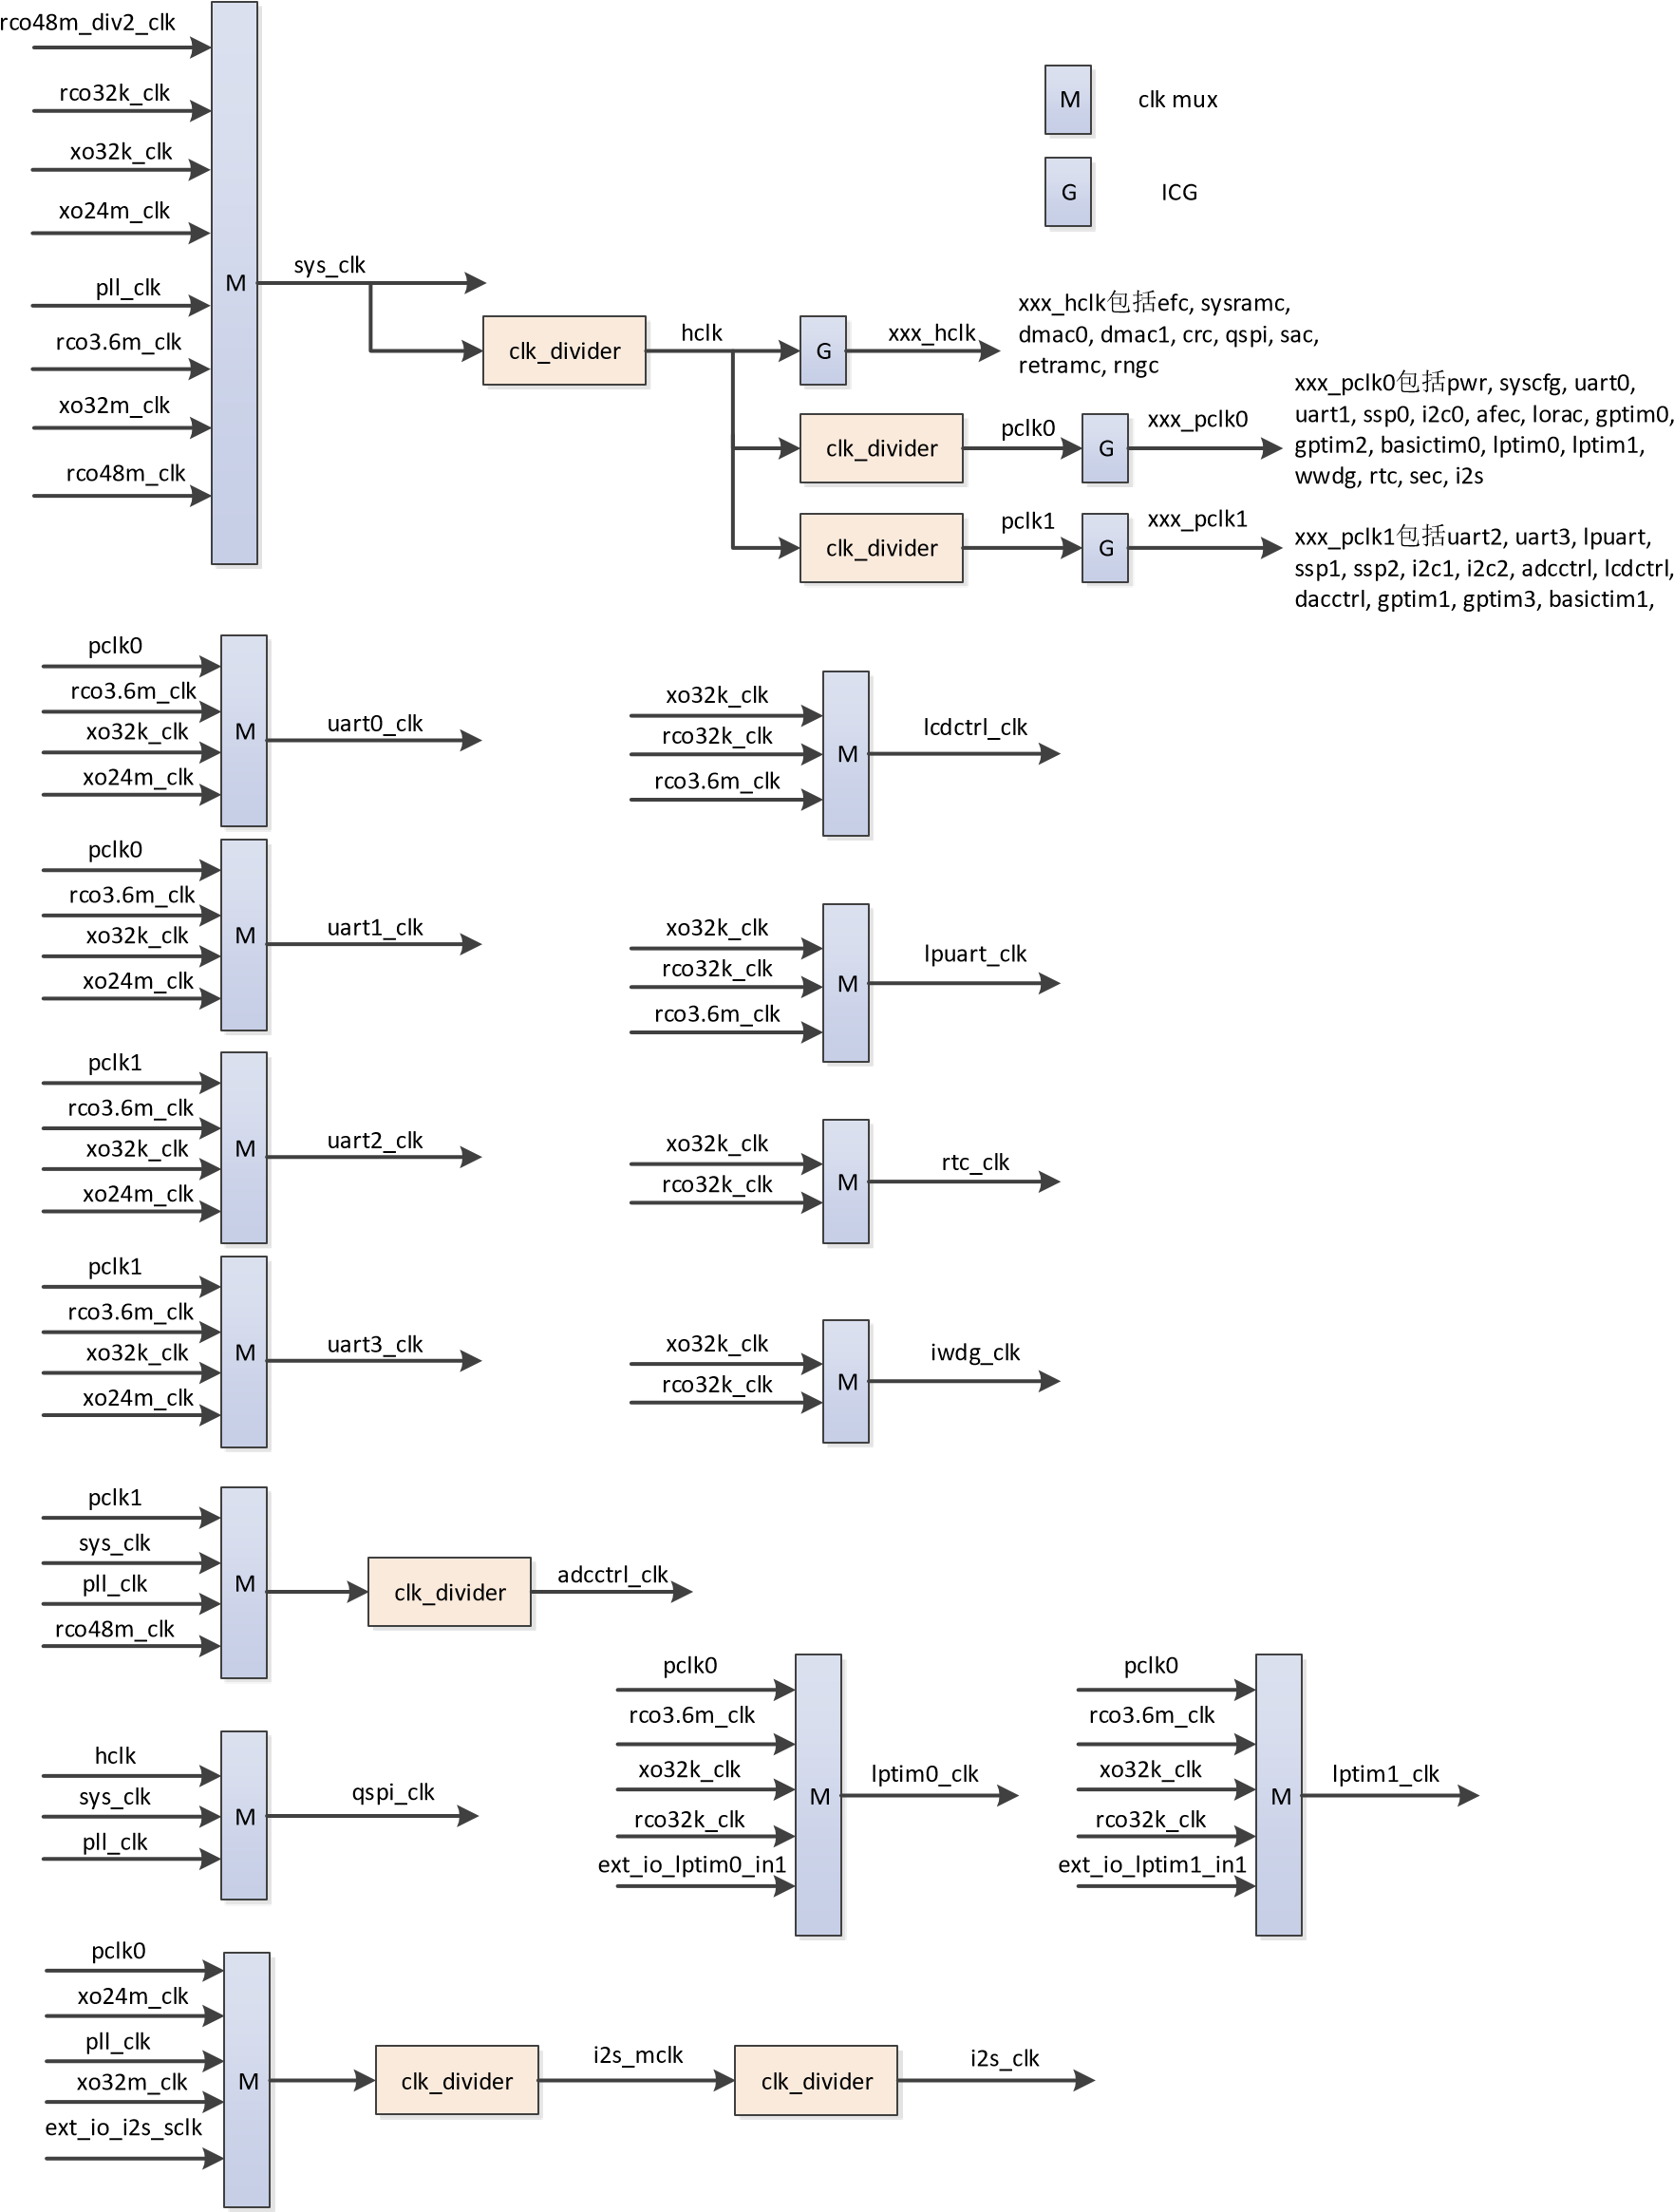 rco48m_div2_clk
rco32k_clk
xo32k_clk
xo24m_clk
pll_clk
rco3.6m_clk
xo32m_clk
rco48m_clk
M
sys_clk
clk_divider
hclk
G
xxx_hclk
M
clk mux
G
ICG
xxx_hclk包括efc, sysramc,
dmac0, dmac1, crc, qspi, sac,
retramc, rngc
clk_divider
pclk0
G
xxx_pclk0
xxx_pclk0包括pwr, syscfg, uart0,
uart1, ssp0, i2c0, afec, lorac, gptim0,
gptim2, basictim0, lptim0, lptim1,
wwdg, rtc, sec, i2s
clk_divider
pclk1
G
xxx_pclk1
xxx_pclk1包括uart2, uart3, lpuart,
ssp1, ssp2, i2c1, i2c2, adcctrl, lcdctrl,
dacctrl, gptim1, gptim3, basictim1,
pclk0
rco3.6m_clk
xo32k_clk
xo24m_clk
M
uart0_clk
xo32k_clk
rco32k_clk
rco3.6m_clk
M
lcdctrl_clk
pclk0
rco3.6m_clk
xo32k_clk
xo24m_clk
M
uart1_clk
xo32k_clk
rco32k_clk
rco3.6m_clk
M
lpuart_clk
pclk1
rco3.6m_clk
xo32k_clk
xo24m_clk
M
uart2_clk
xo32k_clk
rco32k_clk
M
rtc_clk
pclk1
rco3.6m_clk
xo32k_clk
xo24m_clk
M
uart3_clk
xo32k_clk
rco32k_clk
M
iwdg_clk
pclk1
sys_clk
pll_clk
rco48m_clk
M
clk_divider
adcctrl_clk
hclk
sys_clk
pll_clk
M
qspi_clk
pclk0
rco3.6m_clk
xo32k_clk
rco32k_clk
ext_io_lptim0_in1
M
lptim0_clk
pclk0
rco3.6m_clk
xo32k_clk
rco32k_clk
ext_io_lptim1_in1
M
lptim1_clk
pclk0
xo24m_clk
pll_clk
xo32m_clk
ext_io_i2s_sclk
M
clk_divider
i2s_mclk
clk_divider
i2s_clk